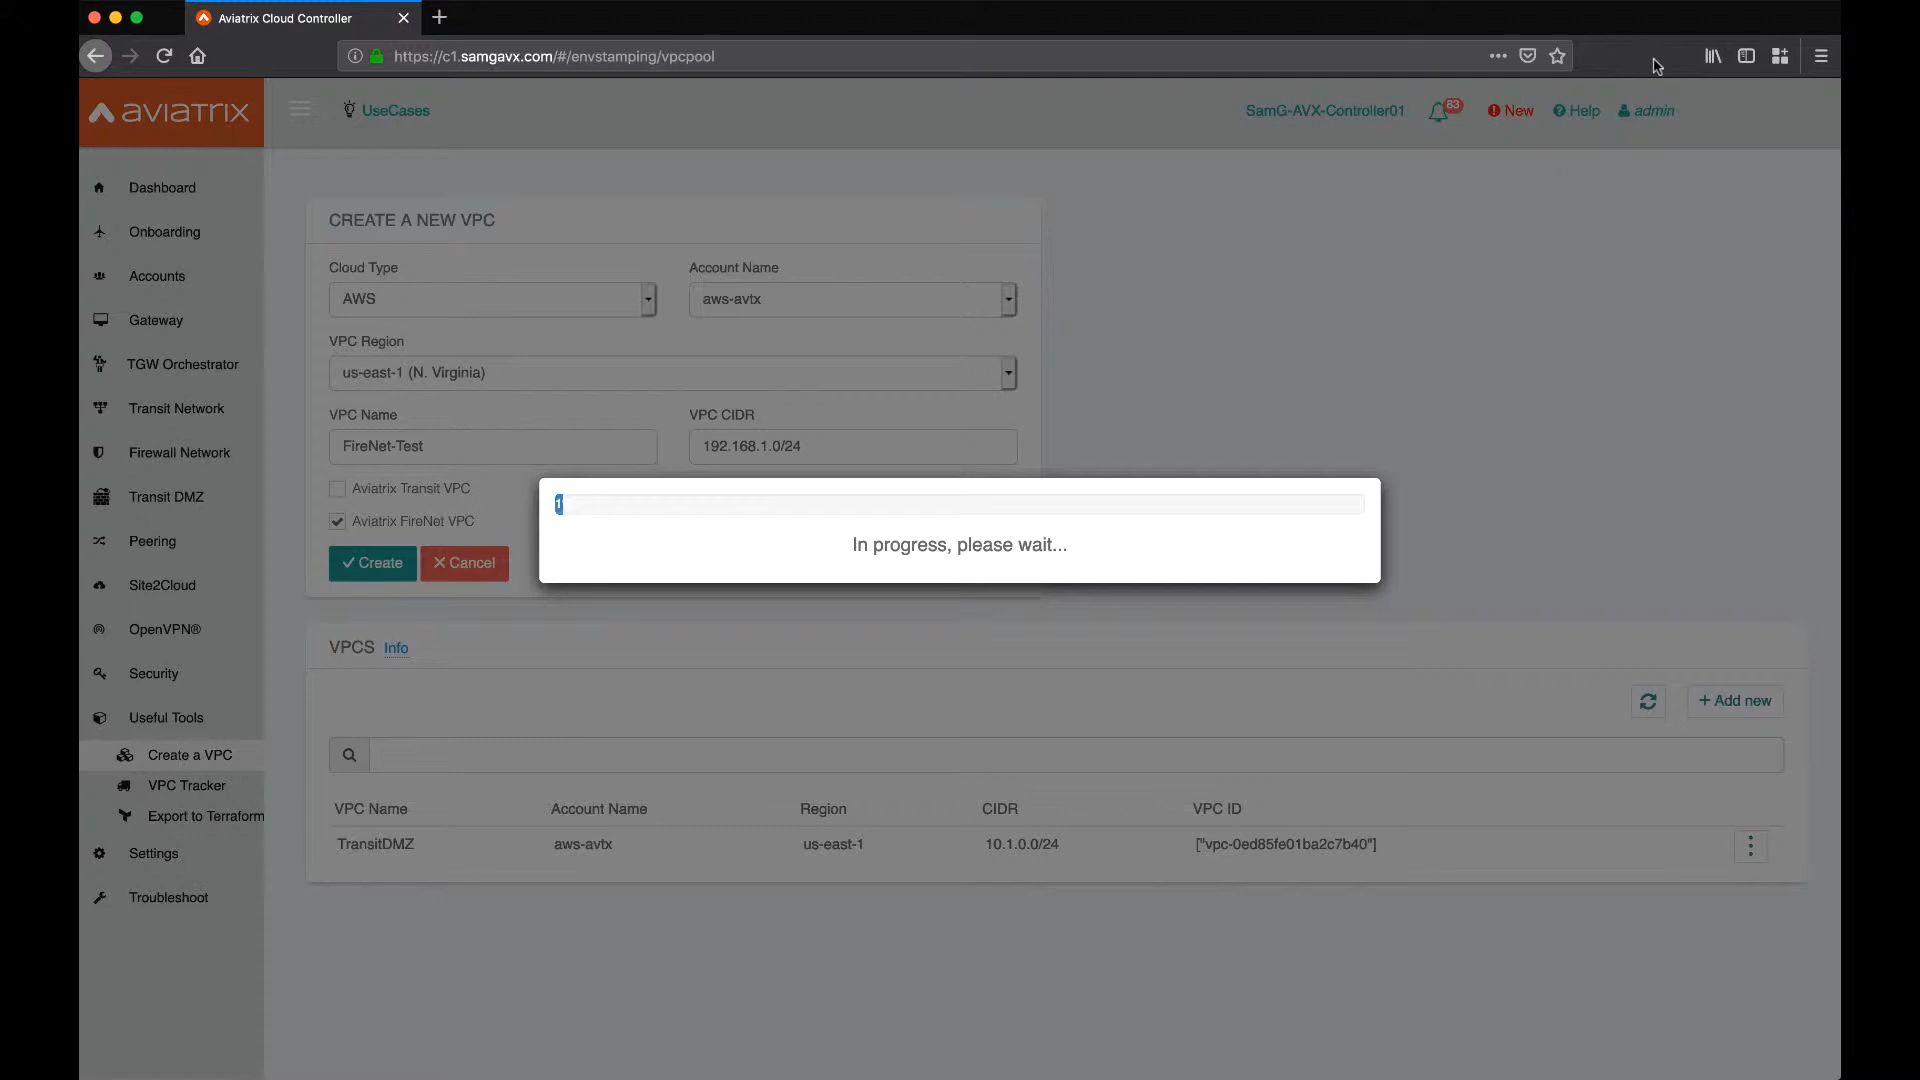 Aviatrix Cloud Controller
https://c1.samgavx.com/#/envstamping/vpcpool
aviatrix
UseCases
SamG-AVX-Controller01
83
New
Help
admin
Dashboard
Onboarding
Accounts
Gateway
TGW Orchestrator
Transit Network
Firewall Network
Transit DMZ
Peering
Site2Cloud
OpenVPN®
Security
Useful Tools
Create a VPC
VPC Tracker
Export to Terraform
Settings
Troubleshoot
CREATE A NEW VPC
Cloud Type
Account Name
AWS
aws-avtx
VPC Region
us-east-1 (N. Virginia)
VPC Name
VPC CIDR
FireNet-Test
192.168.1.0/24
Aviatrix Transit VPC
Aviatrix FireNet VPC
Create
Cancel
1
In progress, please wait...
VPCS Info
+ Add new
VPC Name Account Name Region CIDR VPC ID
TransitDMZ aws-avtx us-east-1 10.1.0.0/24 ["vpc-0ed85fe01ba2c7b40"]